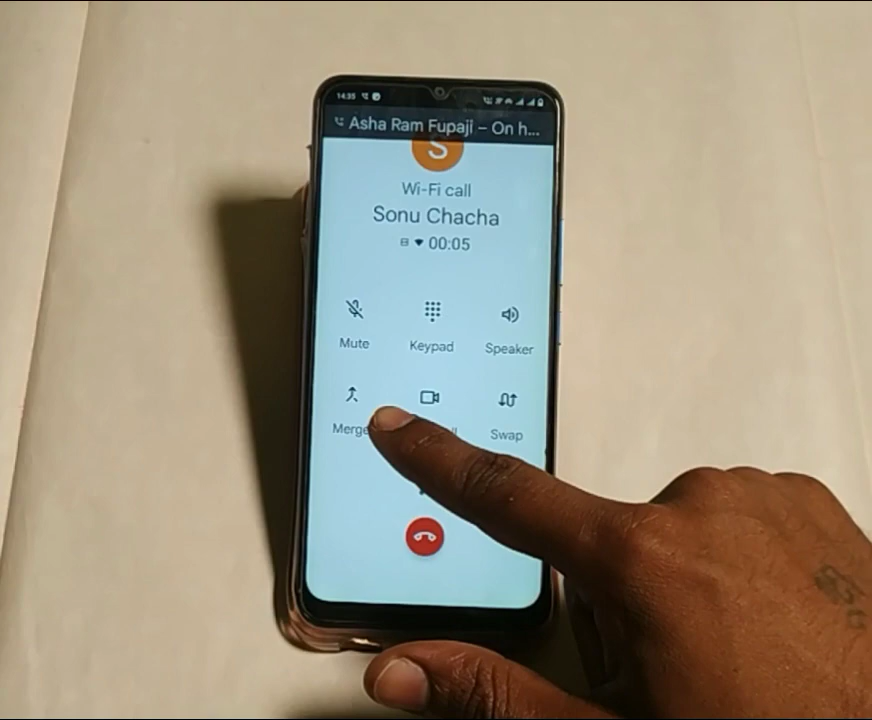 14:35
Asha Ram Fupaji – On h...
S
Wi-Fi call
Sonu Chacha
00:05
Mute
Keypad
Speaker
Merge
Swap